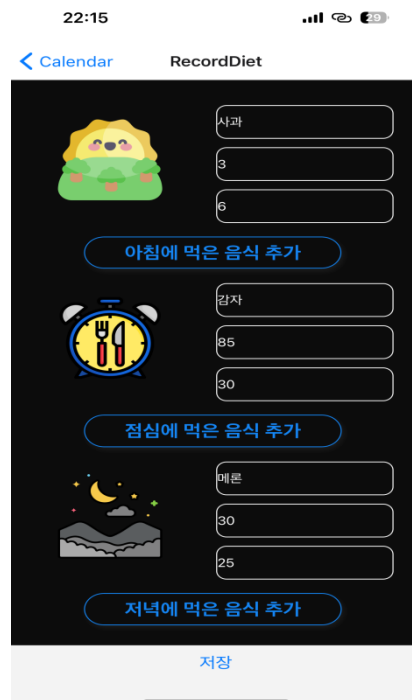 22:15
29
Calendar
RecordDiet
사과
3
6
아침에 먹은 음식 추가
감자
85
30
점심에 먹은 음식 추가
메론
30
25
저녁에 먹은 음식 추가
저장